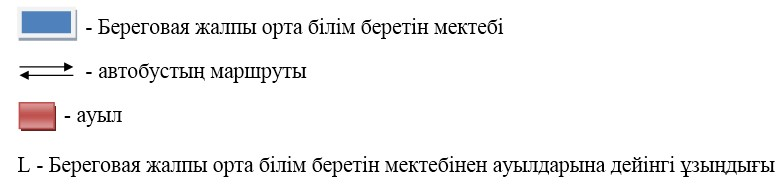 - Береговая жалпы орта білім беретін мектебі
- автобустың маршруты
- ауыл
L - Береговая жалпы орта білім беретін мектебінен ауылдарына дейінгі ұзындығы